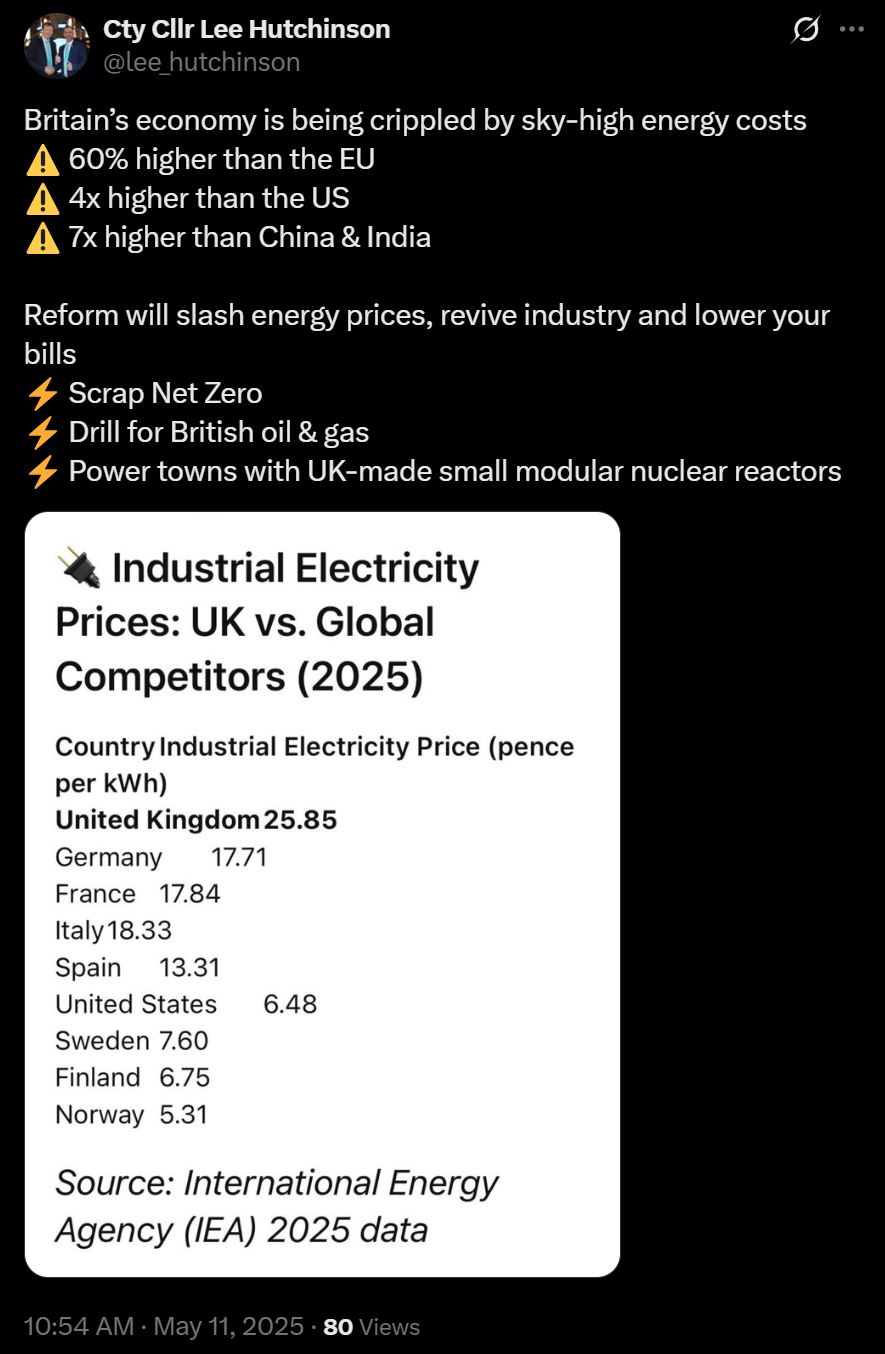 Cty Cllr Lee Hutchinson
@lee_hutchinson
Britain’s economy is being crippled by sky-high energy costs
⚠️ 60% higher than the EU
⚠️ 4x higher than the US
⚠️ 7x higher than China & India
Reform will slash energy prices, revive industry and lower your
bills
⚡ Scrap Net Zero
⚡ Drill for British oil & gas
⚡ Power towns with UK-made small modular nuclear reactors
🔌 Industrial Electricity
Prices: UK vs. Global
Competitors (2025)
Country Industrial Electricity Price (pence
per kWh)
United Kingdom 25.85
Germany 17.71
France 17.84
Italy 18.33
Spain 13.31
United States 6.48
Sweden 7.60
Finland 6.75
Norway 5.31
Source: International Energy
Agency (IEA) 2025 data
10:54 AM · May 11, 2025 · 80 Views